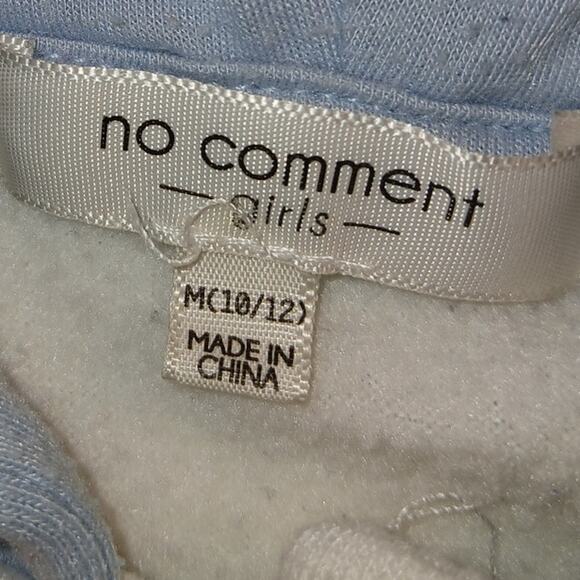 no comment
girls
M(10/12)
MADE IN
CHINA